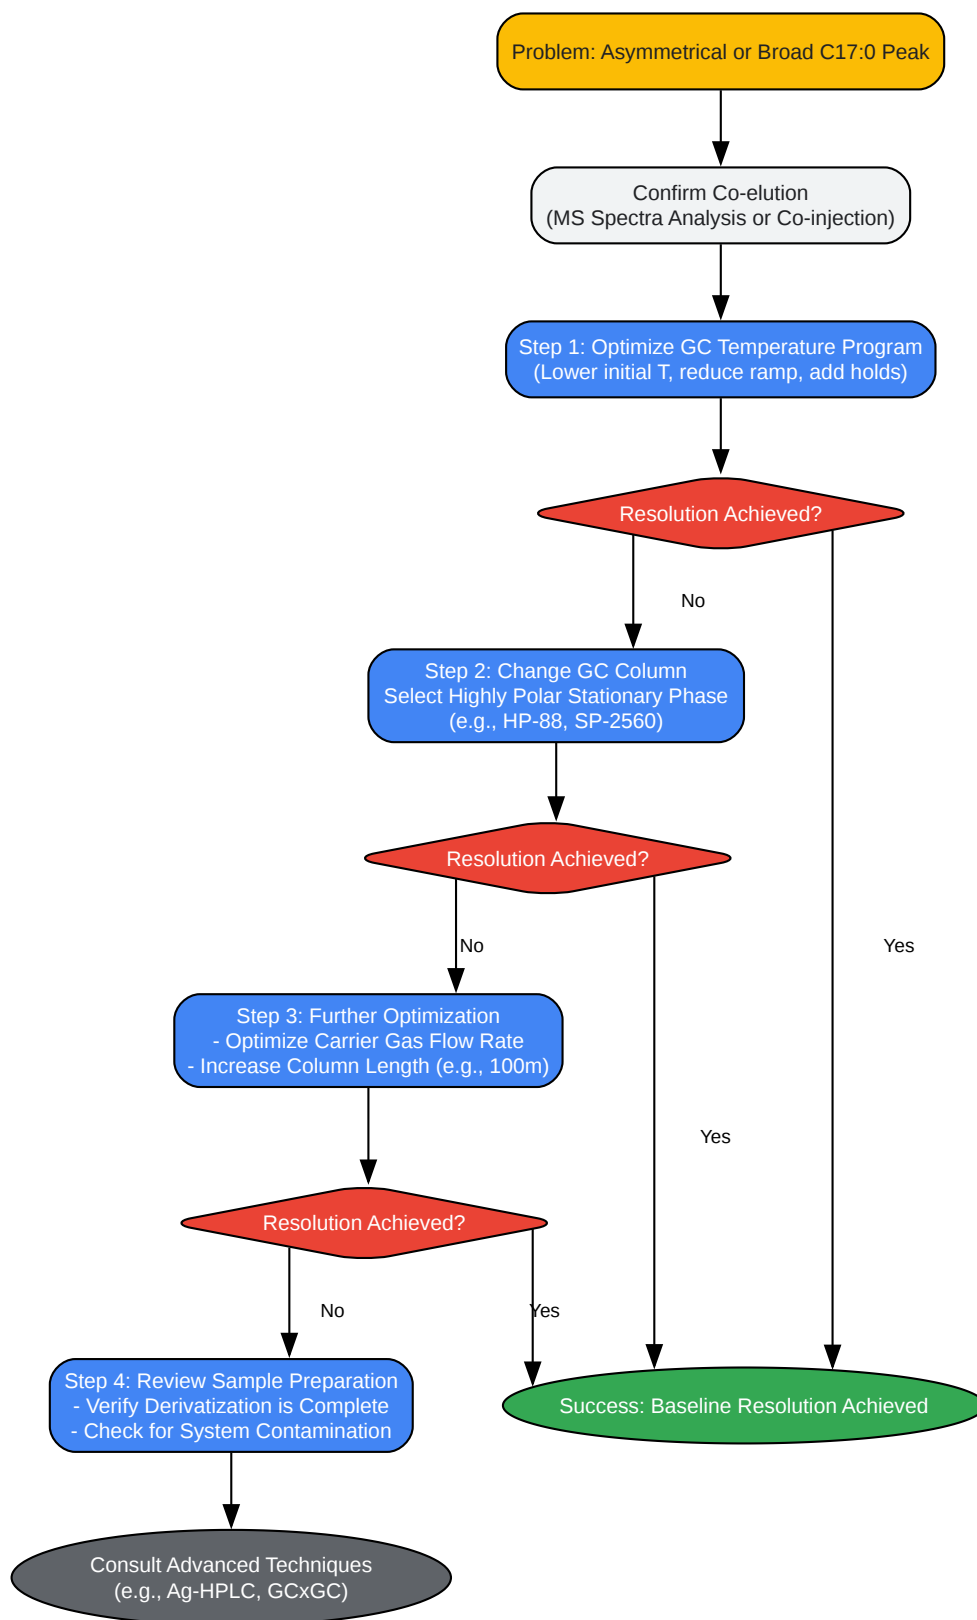 Problem: Asymmetrical or Broad C17:0 Peak
Confirm Co-elution
(MS Spectra Analysis or Co-injection)
Step 1: Optimize GC Temperature Program
(Lower initial T, reduce ramp, add holds)
Resolution Achieved?
No
Step 2: Change GC Column
Select Highly Polar Stationary Phase
(e.g., HP-88, SP-2560)
Resolution Achieved?
No
Yes
Step 3: Further Optimization
- Optimize Carrier Gas Flow Rate
- Increase Column Length (e.g., 100m)
Yes
Resolution Achieved?
No
Yes
Step 4: Review Sample Preparation
- Verify Derivatization is Complete
- Check for System Contamination
Success: Baseline Resolution Achieved
Consult Advanced Techniques
(e.g., Ag-HPLC, GCxGC)